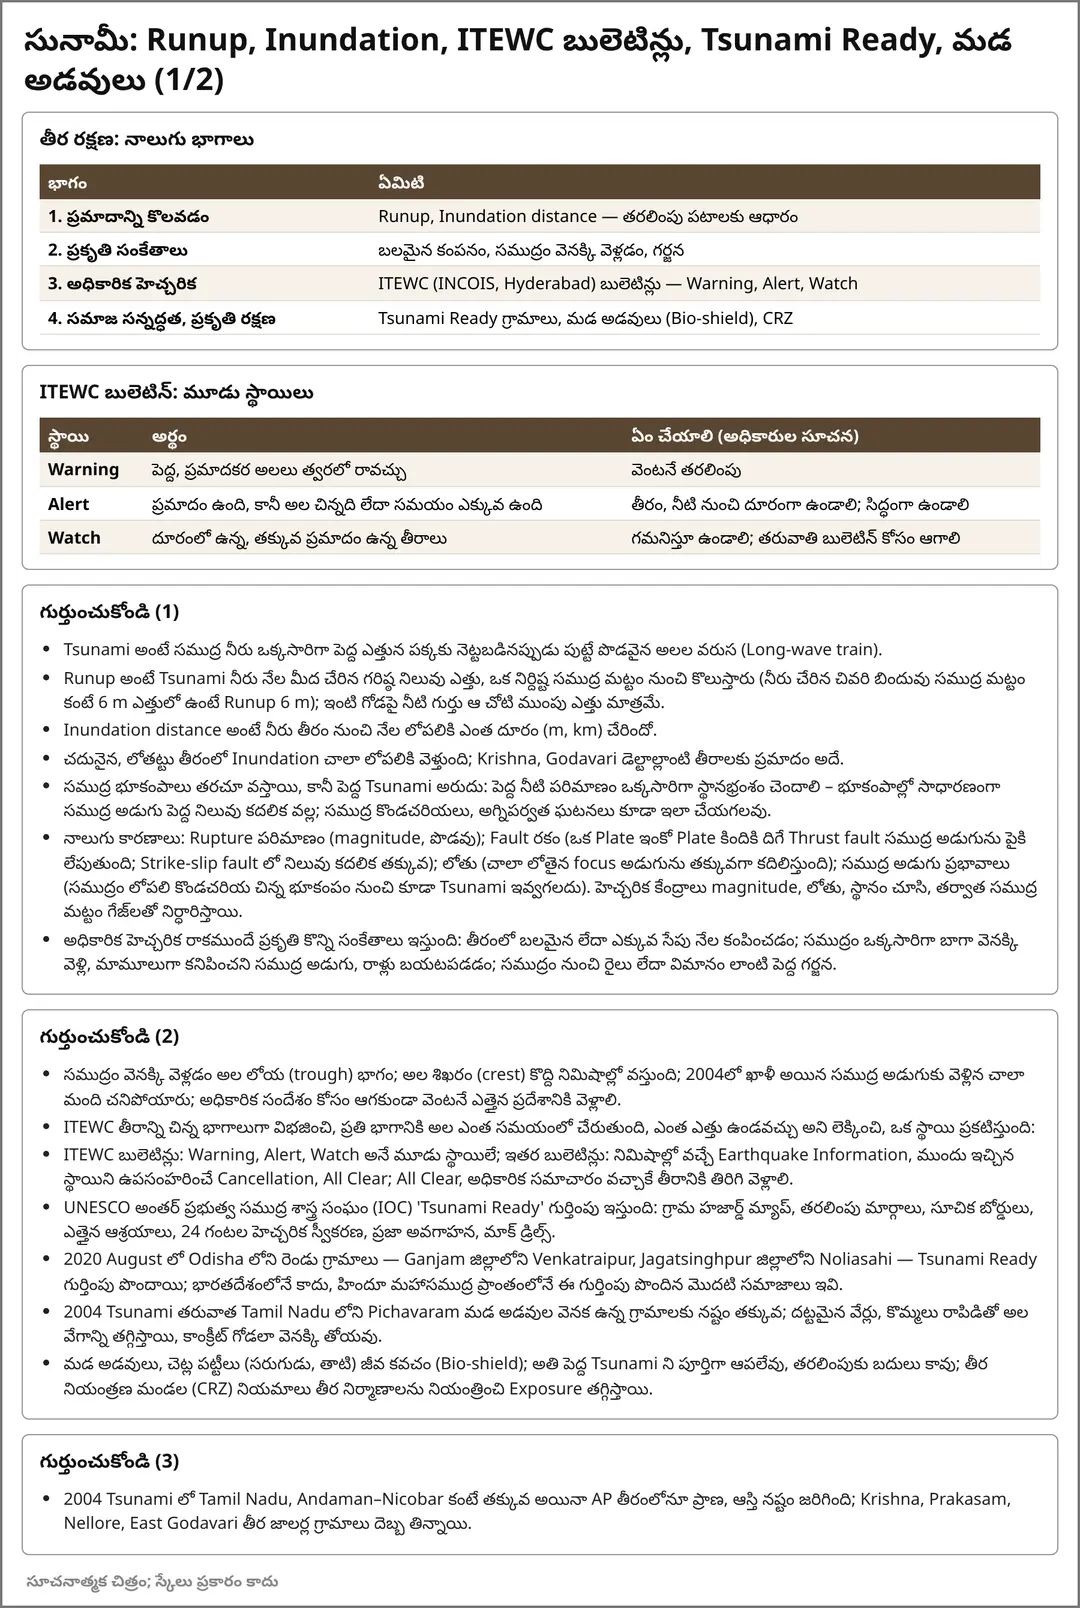 సునామీ: Runup, Inundation, ITEWC బులెటిన్లు, Tsunami Ready, మడ
అడవులు (1/2)
తీర రక్షణ: నాలుగు భాగాలు
భాగం ఏమిటి
1. ప్రమాదాన్ని కొలవడం Runup, Inundation distance — తరలింపు పటాలకు ఆధారం
2. ప్రకృతి సంకేతాలు బలమైన కంపనం, సముద్రం వెనక్కి వెళ్లడం, గర్జన
3. అధికారిక హెచ్చరిక ITEWC (INCOIS, Hyderabad) బులెటిన్లు — Warning, Alert, Watch
4. సమాజ సన్నద్ధత, ప్రకృతి రక్షణ Tsunami Ready గ్రామాలు, మడ అడవులు (Bio-shield), CRZ
ITEWC బులెటిన్: మూడు స్థాయిలు
స్థాయి అర్థం ఏం చేయాలి (అధికారుల సూచన)
Warning పెద్ద, ప్రమాదకర అలలు త్వరలో రావచ్చు వెంటనే తరలింపు
Alert ప్రమాదం ఉంది, కానీ అల చిన్నది లేదా సమయం ఎక్కువ ఉంది తీరం, నీటి నుంచి దూరంగా ఉండాలి; సిద్ధంగా ఉండాలి
Watch దూరంలో ఉన్న, తక్కువ ప్రమాదం ఉన్న తీరాలు గమనిస్తూ ఉండాలి; తరువాతి బులెటిన్ కోసం ఆగాలి
గుర్తుంచుకోండి (1)
• Tsunami అంటే సముద్ర నీరు ఒక్కసారిగా పెద్ద ఎత్తున పక్కకు నెట్టబడినప్పుడు పుట్టే పొడవైన అలల వరుస (Long-wave train).
• Runup అంటే Tsunami నీరు నేల మీద చేరిన గరిష్ఠ నిలువు ఎత్తు, ఒక నిర్దిష్ట సముద్ర మట్టం నుంచి కొలుస్తారు (నీరు చేరిన చివరి బిందువు సముద్ర మట్టం
కంటే 6 m ఎత్తులో ఉంటే Runup 6 m); ఇంటి గోడపై నీటి గుర్తు ఆ చోటి ముంపు ఎత్తు మాత్రమే.
• Inundation distance అంటే నీరు తీరం నుంచి నేల లోపలికి ఎంత దూరం (m, km) చేరిందో.
• చదునైన, లోతట్టు తీరంలో Inundation చాలా లోపలికి వెళ్తుంది; Krishna, Godavari డెల్టాల్లాంటి తీరాలకు ప్రమాదం అదే.
• సముద్ర భూకంపాలు తరచూ వస్తాయి, కానీ పెద్ద Tsunami అరుదు: పెద్ద నీటి పరిమాణం ఒక్కసారిగా స్థానభ్రంశం చెందాలి – భూకంపాల్లో సాధారణంగా
సముద్ర అడుగు పెద్ద నిలువు కదలిక వల్ల; సముద్ర కొండచరియలు, అగ్నిపర్వత ఘటనలు కూడా ఇలా చేయగలవు.
• నాలుగు కారణాలు: Rupture పరిమాణం (magnitude, పొడవు); Fault రకం (ఒక Plate ఇంకో Plate కిందికి దిగే Thrust fault సముద్ర అడుగును పైకి
లేపుతుంది; Strike-slip fault లో నిలువు కదలిక తక్కువ); లోతు (చాలా లోతైన focus అడుగును తక్కువగా కదిలిస్తుంది); సముద్ర అడుగు ప్రభావాలు
(సముద్రం లోపలి కొండచరియ చిన్న భూకంపం నుంచి కూడా Tsunami ఇవ్వగలదు). హెచ్చరిక కేంద్రాలు magnitude, లోతు, స్థానం చూసి, తర్వాత సముద్ర
మట్టం గేజ్‌లతో నిర్ధారిస్తాయి.
• అధికారిక హెచ్చరిక రాకముందే ప్రకృతి కొన్ని సంకేతాలు ఇస్తుంది: తీరంలో బలమైన లేదా ఎక్కువ సేపు నేల కంపించడం; సముద్రం ఒక్కసారిగా బాగా వెనక్కి
వెళ్లి, మామూలుగా కనిపించని సముద్ర అడుగు, రాళ్లు బయటపడడం; సముద్రం నుంచి రైలు లేదా విమానం లాంటి పెద్ద గర్జన.
గుర్తుంచుకోండి (2)
• సముద్రం వెనక్కి వెళ్లడం అల లోయ (trough) భాగం; అల శిఖరం (crest) కొద్ది నిమిషాల్లో వస్తుంది; 2004లో ఖాళీ అయిన సముద్ర అడుగుకు వెళ్లిన చాలా
మంది చనిపోయారు; అధికారిక సందేశం కోసం ఆగకుండా వెంటనే ఎత్తైన ప్రదేశానికి వెళ్లాలి.
• ITEWC తీరాన్ని చిన్న భాగాలుగా విభజించి, ప్రతి భాగానికి అల ఎంత సమయంలో చేరుతుంది, ఎంత ఎత్తు ఉండవచ్చు అని లెక్కించి, ఒక స్థాయి ప్రకటిస్తుంది:
• ITEWC బులెటిన్లు: Warning, Alert, Watch అనే మూడు స్థాయిలే; ఇతర బులెటిన్లు: నిమిషాల్లో వచ్చే Earthquake Information, ముందు ఇచ్చిన
స్థాయిని ఉపసంహరించే Cancellation, All Clear; All Clear, అధికారిక సమాచారం వచ్చాకే తీరానికి తిరిగి వెళ్లాలి.
• UNESCO అంతర్ ప్రభుత్వ సముద్ర శాస్త్ర సంఘం (IOC) 'Tsunami Ready' గుర్తింపు ఇస్తుంది: గ్రామ హజార్డ్ మ్యాప్, తరలింపు మార్గాలు, సూచిక బోర్డులు,
ఎత్తైన ఆశ్రయాలు, 24 గంటల హెచ్చరిక స్వీకరణ, ప్రజా అవగాహన, మాక్ డ్రిల్స్.
• 2020 August లో Odisha లోని రెండు గ్రామాలు — Ganjam జిల్లాలోని Venkatraipur, Jagatsinghpur జిల్లాలోని Noliasahi — Tsunami Ready
గుర్తింపు పొందాయి; భారతదేశంలోనే కాదు, హిందూ మహాసముద్ర ప్రాంతంలోనే ఈ గుర్తింపు పొందిన మొదటి సమాజాలు ఇవి.
• 2004 Tsunami తరువాత Tamil Nadu లోని Pichavaram మడ అడవుల వెనక ఉన్న గ్రామాలకు నష్టం తక్కువ; దట్టమైన వేర్లు, కొమ్మలు రాపిడితో అల
వేగాన్ని తగ్గిస్తాయి, కాంక్రీట్ గోడలా వెనక్కి తోయవు.
• మడ అడవులు, చెట్ల పట్టీలు (సరుగుడు, తాటి) జీవ కవచం (Bio-shield); అతి పెద్ద Tsunami ని పూర్తిగా ఆపలేవు, తరలింపుకు బదులు కావు; తీర
నియంత్రణ మండల (CRZ) నియమాలు తీర నిర్మాణాలను నియంత్రించి Exposure తగ్గిస్తాయి.
గుర్తుంచుకోండి (3)
• 2004 Tsunami లో Tamil Nadu, Andaman–Nicobar కంటే తక్కువ అయినా AP తీరంలోనూ ప్రాణ, ఆస్తి నష్టం జరిగింది; Krishna, Prakasam,
Nellore, East Godavari తీర జాలర్ల గ్రామాలు దెబ్బ తిన్నాయి.
సూచనాత్మక చిత్రం; స్కేలు ప్రకారం కాదు